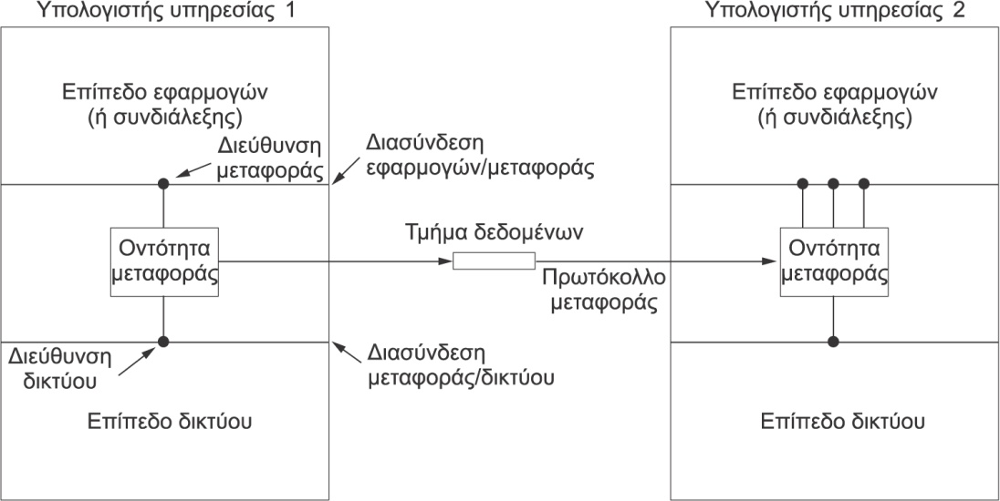 Υπολογιστής υπηρεσίας 1
Επίπεδο εφαρμογών
(ή συνδιάλεξης)
Διεύθυνση
μεταφοράς
Διασύνδεση
εφαρμογών/μεταφοράς
Οντότητα
μεταφοράς
Τμήμα δεδομένων
Πρωτόκολλο
μεταφοράς
Διεύθυνση
δικτύου
Διασύνδεση
μεταφοράς/δικτύου
Επίπεδο δικτύου
Υπολογιστής υπηρεσίας 2
Επίπεδο εφαρμογών
(ή συνδιάλεξης)
Οντότητα
μεταφοράς
Επίπεδο δικτύου